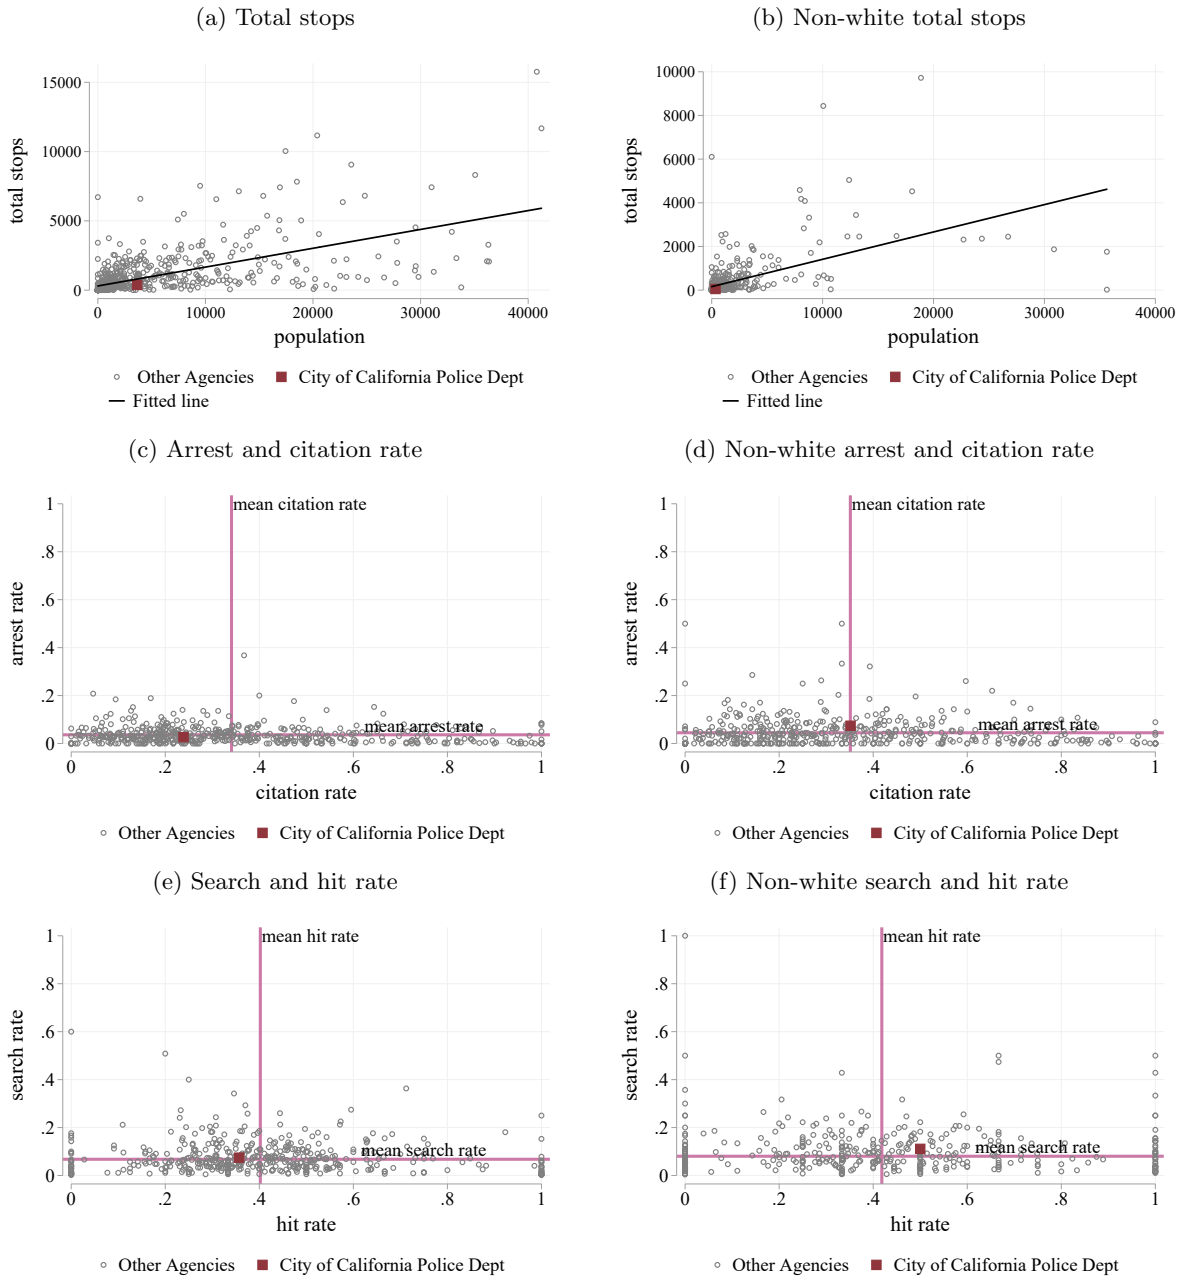 (a) Total stops
(b) Non-white total stops
total stops
15000
10000
5000
0
0 10000 20000 30000 40000
population
Other Agencies City of California Police Dept
Fitted line
total stops
10000
8000
6000
4000
2000
0
0 10000 20000 30000 40000
population
Other Agencies City of California Police Dept
Fitted line
(c) Arrest and citation rate
(d) Non-white arrest and citation rate
arrest rate
1
.8
.6
.4
.2
0
mean citation rate
mean arrest rate
0 .2 .4 .6 .8 1
citation rate
Other Agencies City of California Police Dept
arrest rate
1
.8
.6
.4
.2
0
mean citation rate
mean arrest rate
0 .2 .4 .6 .8 1
citation rate
Other Agencies City of California Police Dept
(e) Search and hit rate
(f) Non-white search and hit rate
search rate
1
.8
.6
.4
.2
0
mean hit rate
mean search rate
0 .2 .4 .6 .8 1
hit rate
Other Agencies City of California Police Dept
search rate
1
.8
.6
.4
.2
0
mean hit rate
mean search rate
0 .2 .4 .6 .8 1
hit rate
Other Agencies City of California Police Dept